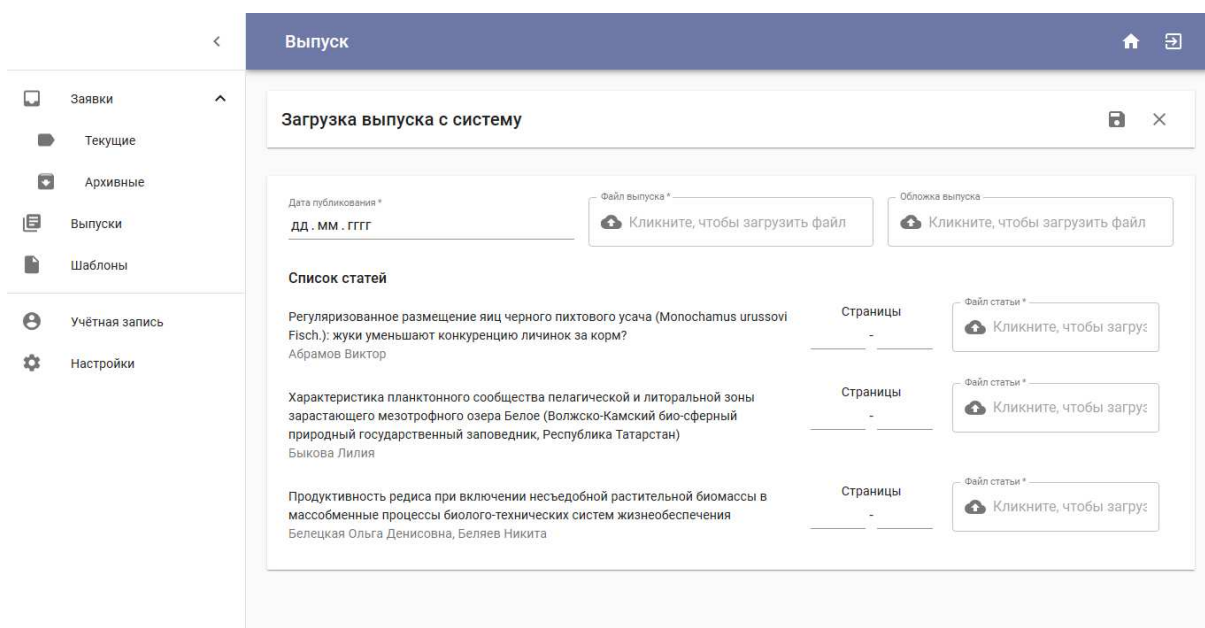 Выпуск
Заявки
Текущие
Архивные
Выпуски
Шаблоны
Учётная запись
Настройки
Загрузка выпуска с систему
Дата публикования *
ДД . ММ . ГГГГ
Файл выпуска *
Кликните, чтобы загрузить файл
Обложка выпуска
Кликните, чтобы загрузить файл
Список статей
Регуляризованное размещение яиц черного пихтового усача (Monochamus urussovi
Fisch.): жуки уменьшают конкуренцию личинок за корм?
Абрамов Виктор
Страницы
-
Файл статьи *
Кликните, чтобы загруз
Характеристика планктонного сообщества пелагической и литоральной зоны
зарастающего мезотрофного озера Белое (Волжско-Камский био-сферный
природный государственный заповедник, Республика Татарстан)
Быкова Лилия
Страницы
-
Файл статьи *
Кликните, чтобы загруз
Продуктивность редиса при включении несъедобной растительной биомассы в
массобменные процессы биолого-технических систем жизнеобеспечения
Белецкая Ольга Денисовна, Беляев Никита
Страницы
-
Файл статьи *
Кликните, чтобы загруз